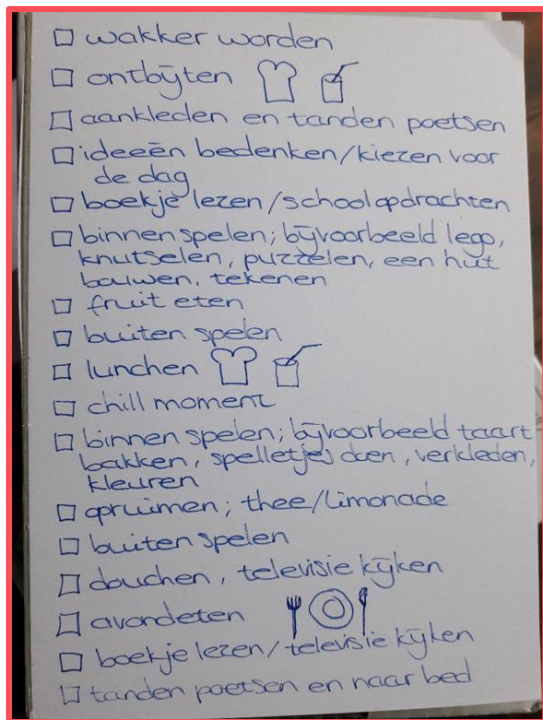 wakker worden
ontbijten
aankleden en tanden poetsen
ideeën bedenken/kiezen voor
de dag
boekje lezen/schoolopdrachten
binnen spelen; bijvoorbeeld lego,
knutselen, puzzelen, een hut
bouwen, tekenen
fruit eten
buiten spelen
lunchen
chill moment
binnen spelen; bijvoorbeeld taart
bakken, spelletjes doen, verkleden,
kleuren
opruimen; thee/limonade
buiten spelen
douchen, televisie kijken
avondeten
boekje lezen/televisie kijken
tanden poetsen en naar bed